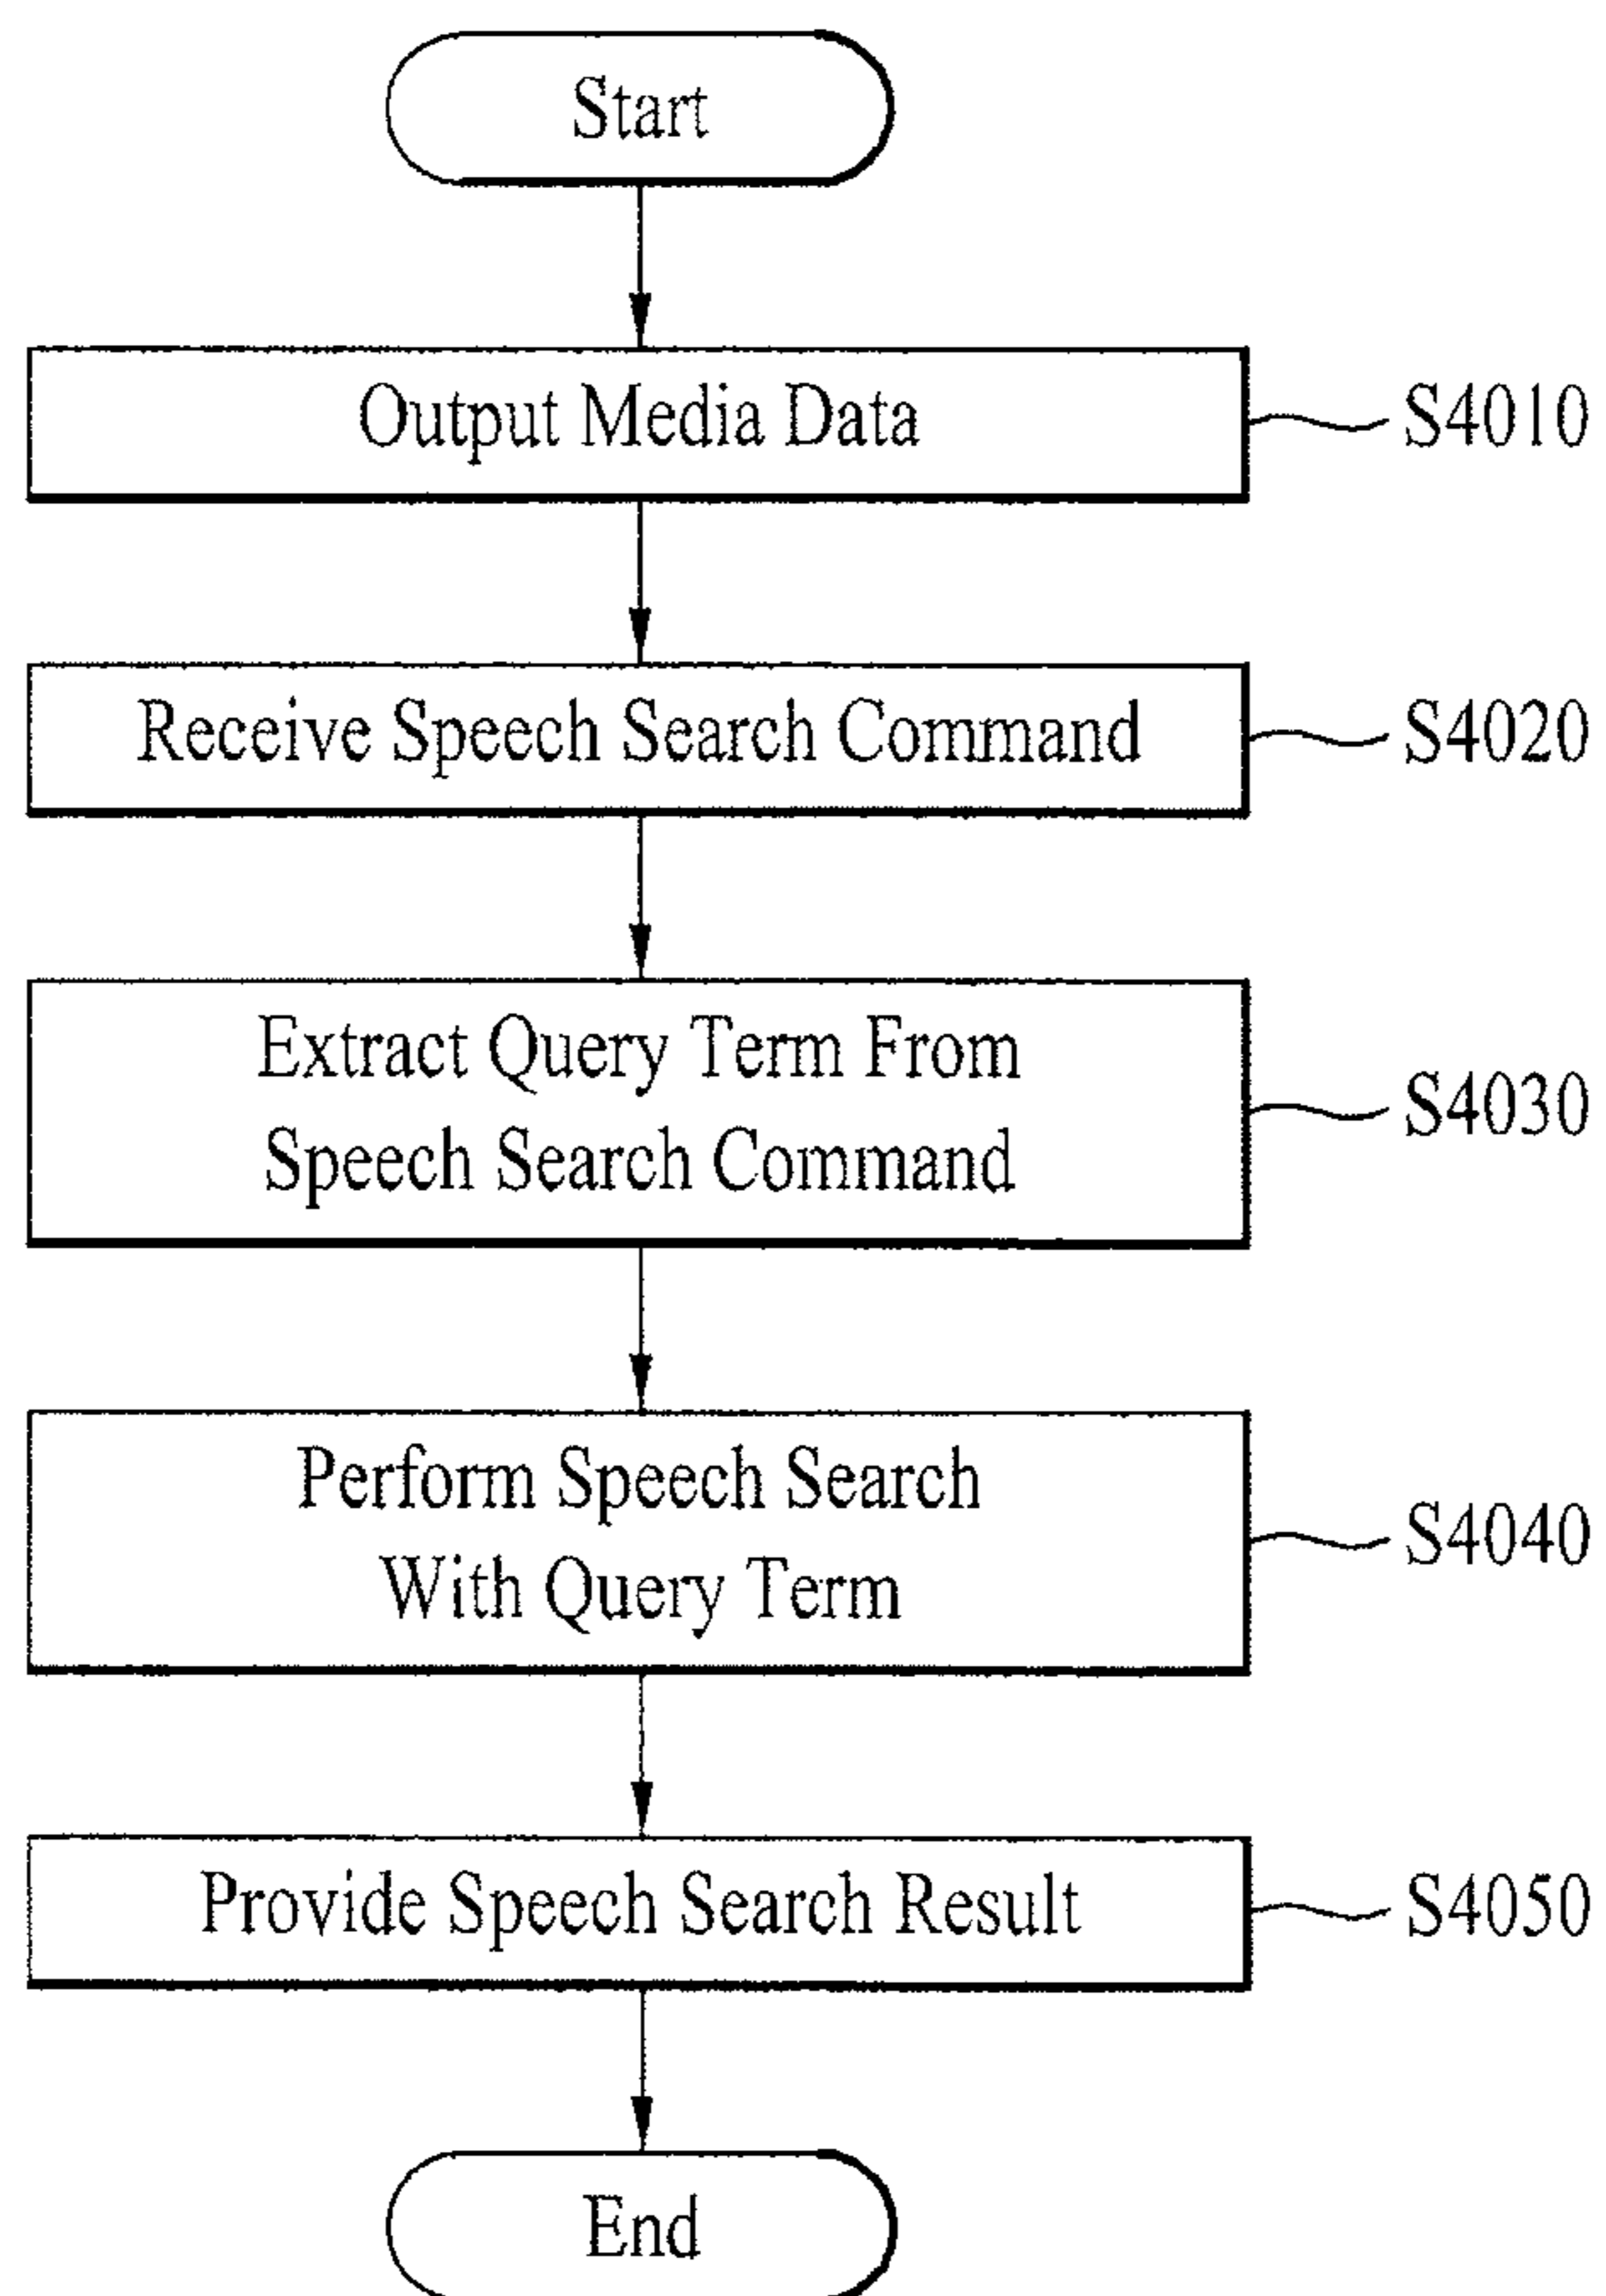 Start
Output Media Data
S4010
Receive Speech Search Command
S4020
Extract Query Term From
Speech Search Command
S4030
Perform Speech Search
With Query Term
S4040
Provide Speech Search Result
S4050
End